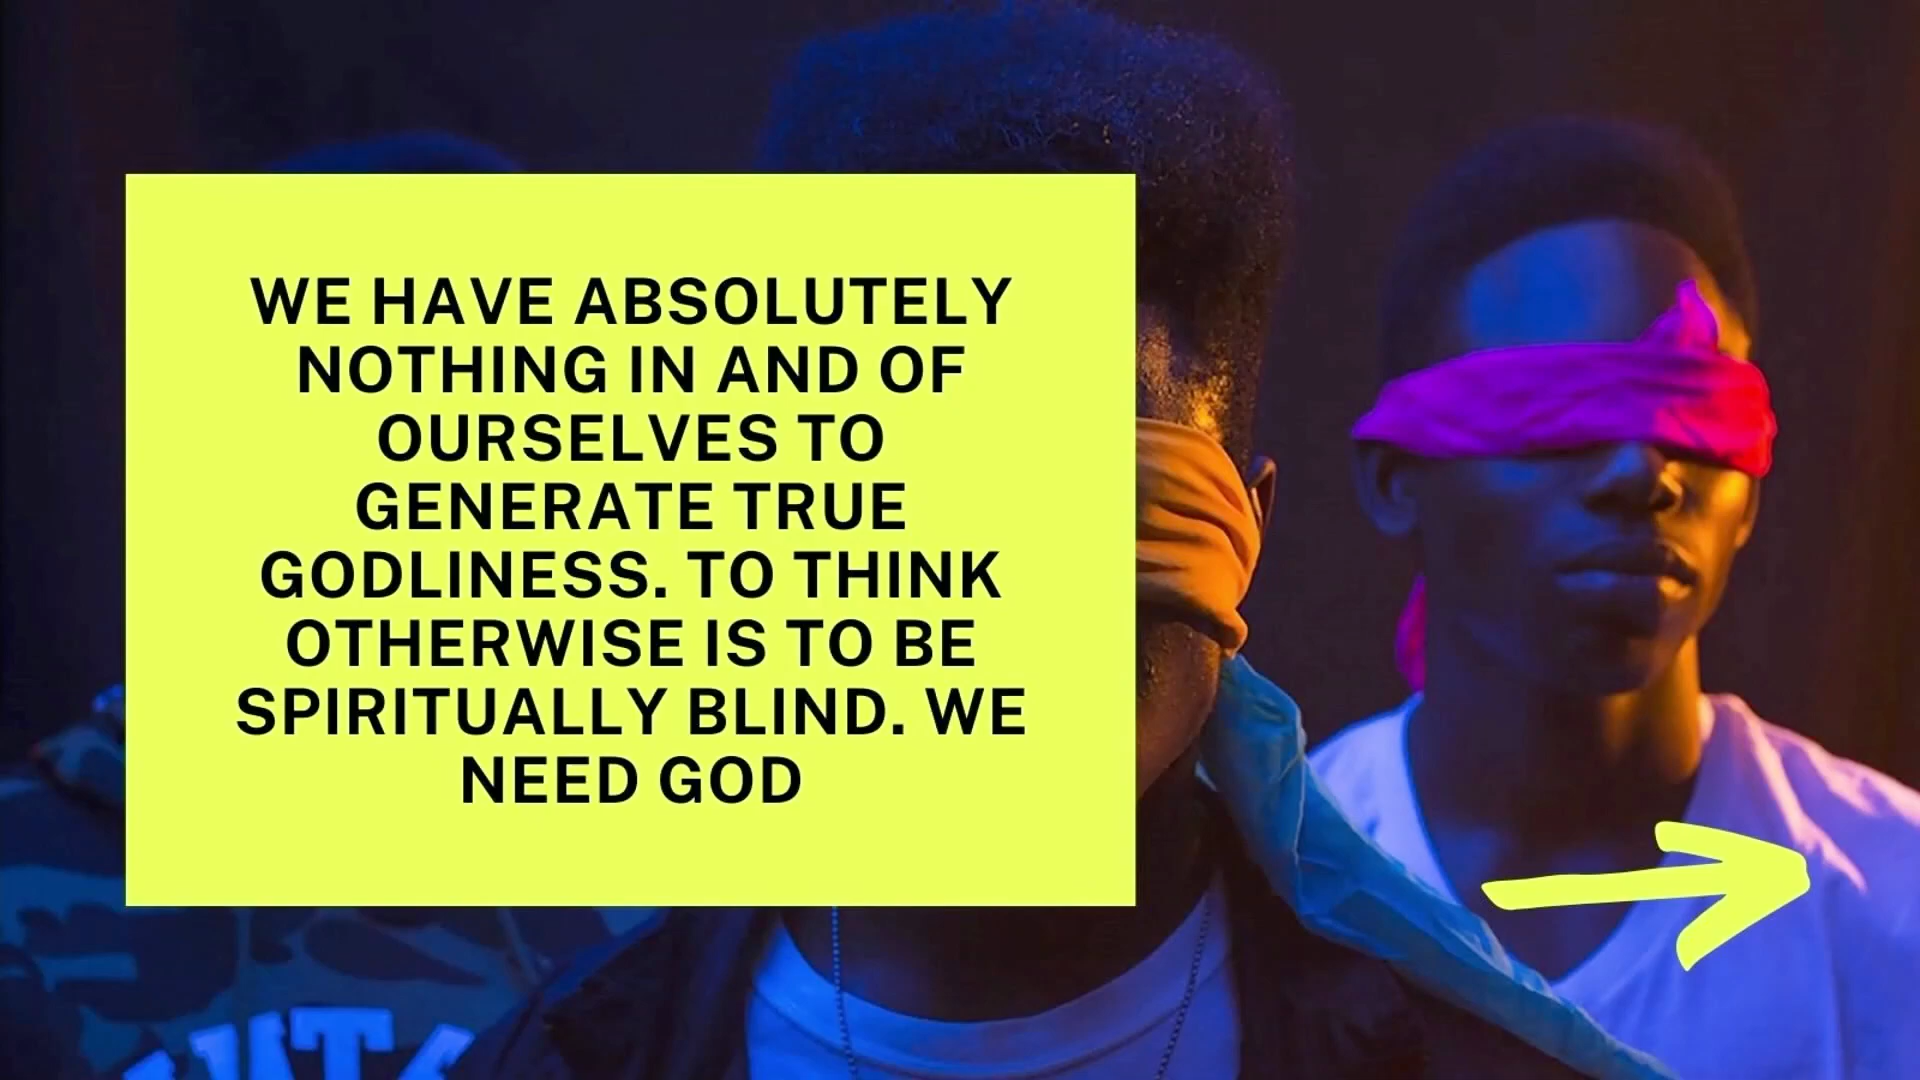 WE HAVE ABSOLUTELY
NOTHING IN AND OF
OURSELVES TO
GENERATE TRUE
GODLINESS. TO THINK
OTHERWISE IS TO BE
SPIRITUALLY BLIND. WE
NEED GOD